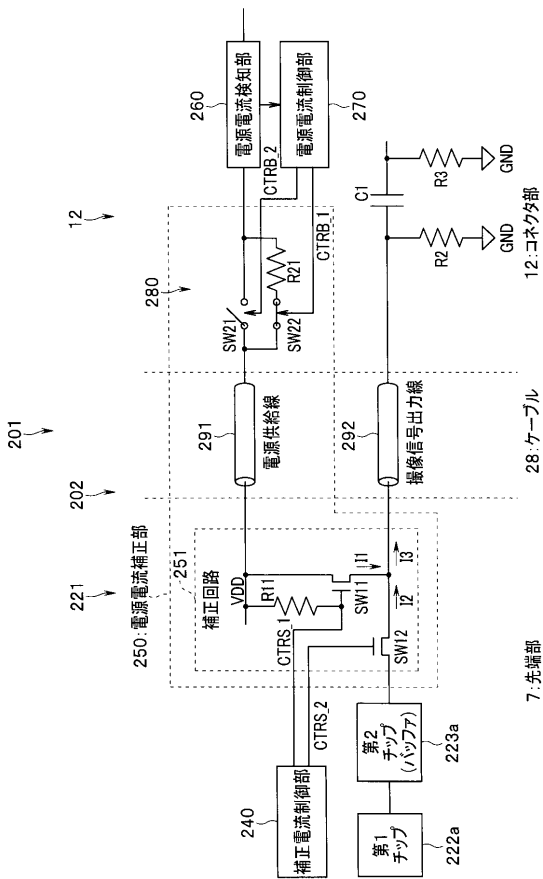 201
202
12
221
250:電源電流補正部
251
補正回路
VDD
R11
CTRS_1
CTRS_2
SW11
SW12
I1
I2
I3
240
補正電流制御部
第1
チップ
222a
第2
チップ
(バッファ)
223a
291
電源供給線
292
撮像信号出力線
280
SW21
SW22
R21
CTRB_2
CTRB_1
260
電源電流検知部
270
電源電流制御部
C1
R2
R3
GND
GND
7:先端部
28:ケーブル
12:コネクタ部